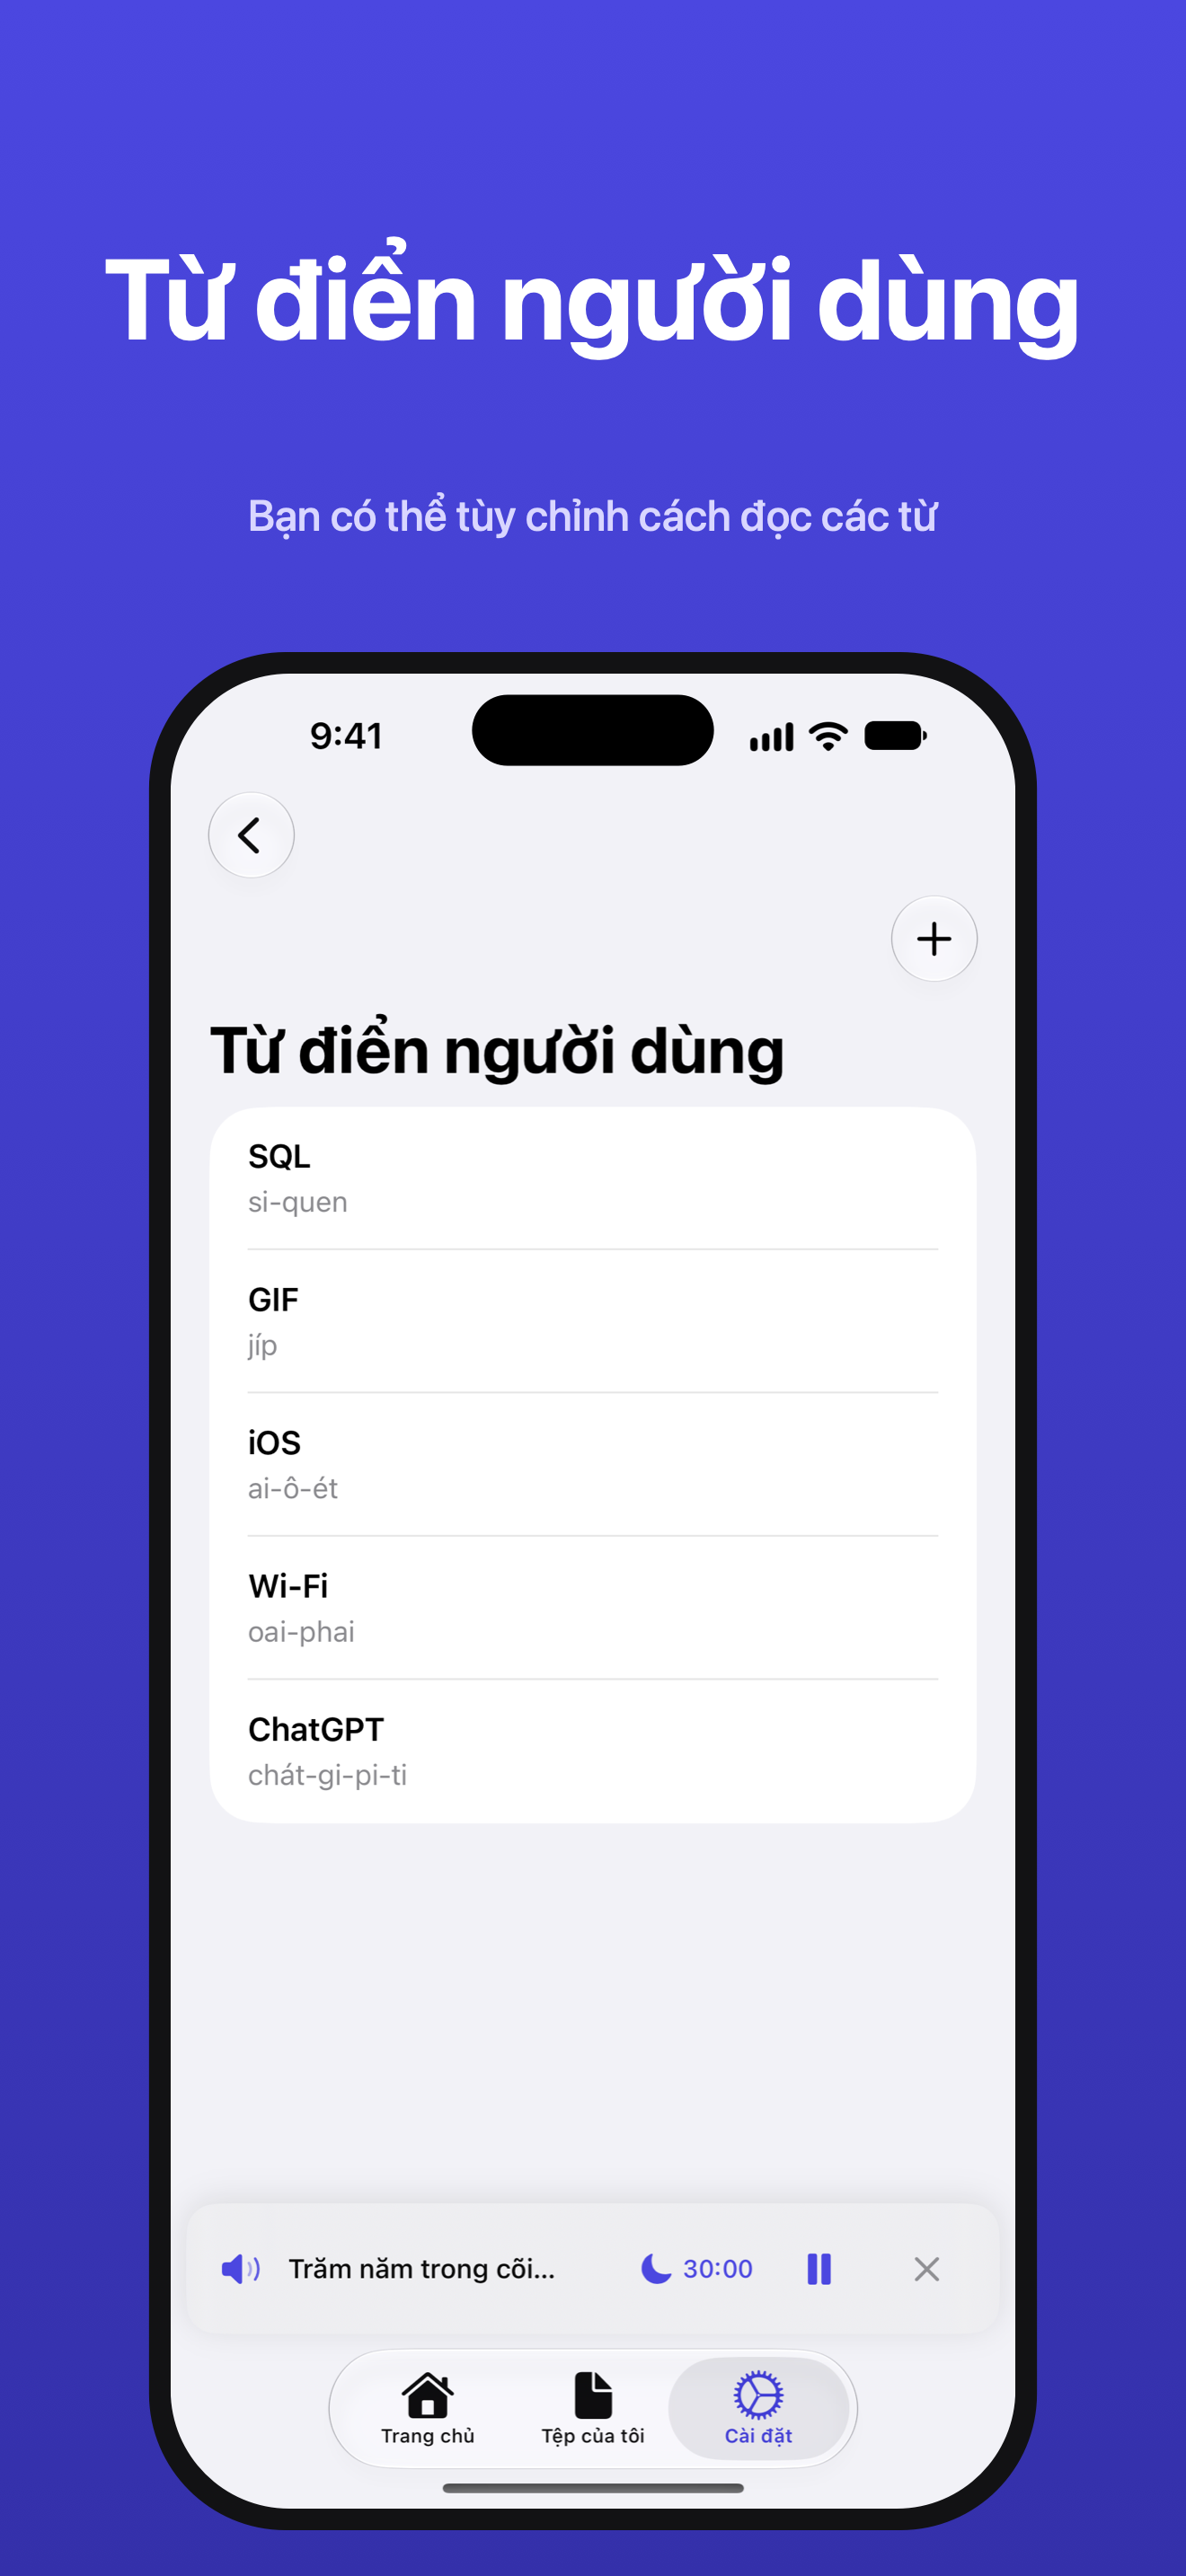 Từ điển người dùng
Bạn có thể tùy chỉnh cách đọc các từ
9:41
Từ điển người dùng
SQL
si-quen
GIF
jíp
iOS
ai-ô-ét
Wi-Fi
oai-phai
ChatGPT
chát-gi-pi-ti
Trăm năm trong cõi...
30:00
Trang chủ
Tệp của tôi
Cài đặt